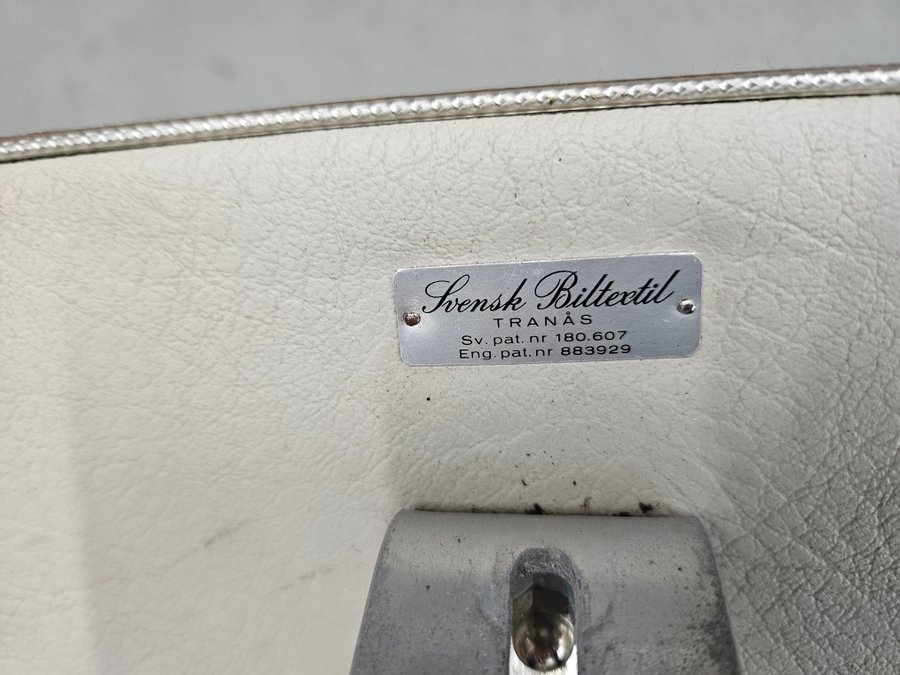 Svensk Biltextil
TRANÅS
Sv. pat. nr 180.607
Eng. pat. nr 883929